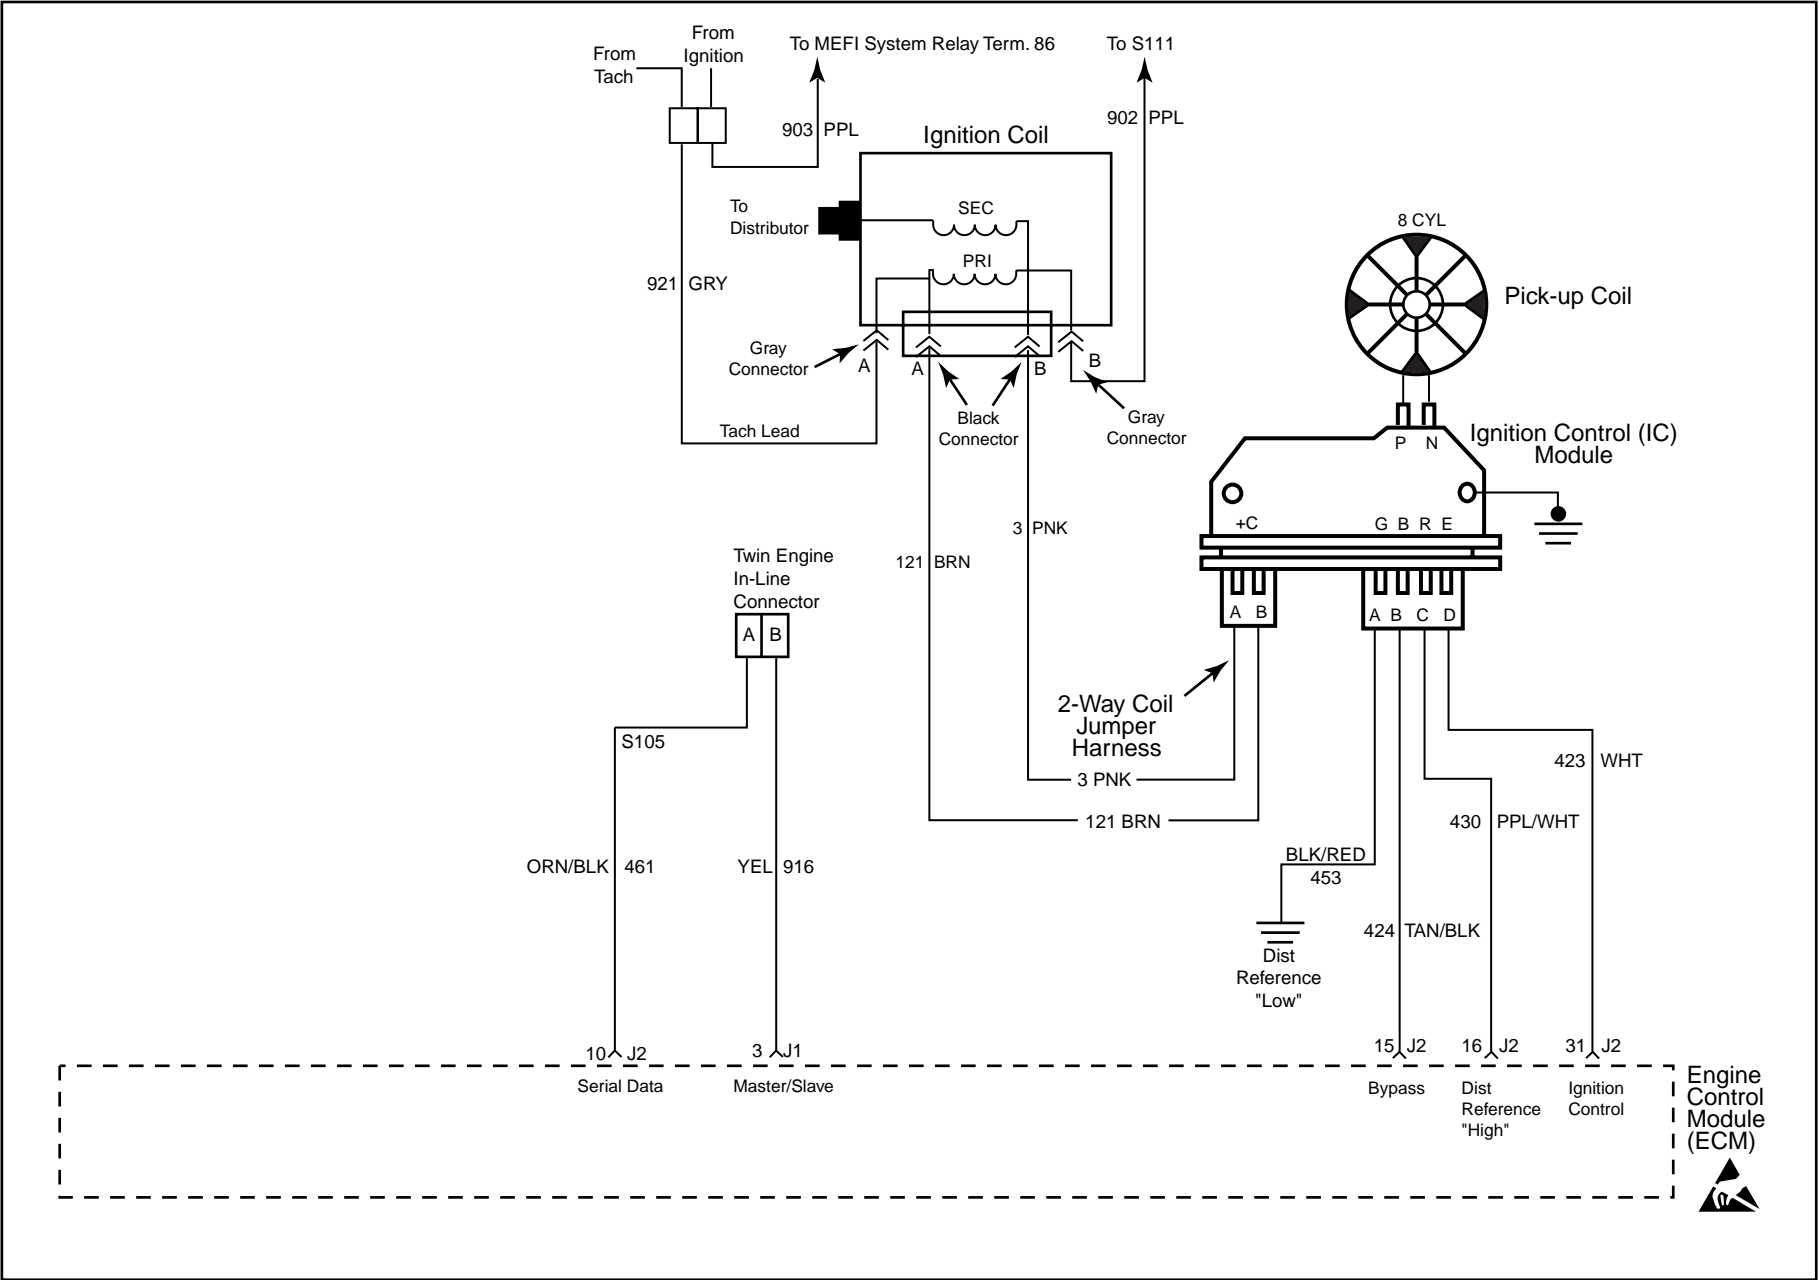 From
Ignition
From
Tach
To MEFI System Relay Term. 86
To S111
903 PPL
902 PPL
Ignition Coil
To
Distributor
SEC
PRI
8 CYL
Pick-up Coil
921 GRY
Gray
Connector
A
A
B
B
Black
Connector
Gray
Connector
Tach Lead
P N
Ignition Control (IC)
Module
+C
G B R E
3 PNK
121 BRN
Twin Engine
In-Line
Connector
A B
A B
A B C D
2-Way Coil
Jumper
Harness
S105
3 PNK
121 BRN
423 WHT
430 PPL/WHT
BLK/RED
453
ORN/BLK 461
YEL 916
424 TAN/BLK
Dist
Reference
"Low"
10 J2
3 J1
15 J2
16 J2
31 J2
Serial Data
Master/Slave
Bypass
Dist
Reference
"High"
Ignition
Control
Engine
Control
Module
(ECM)